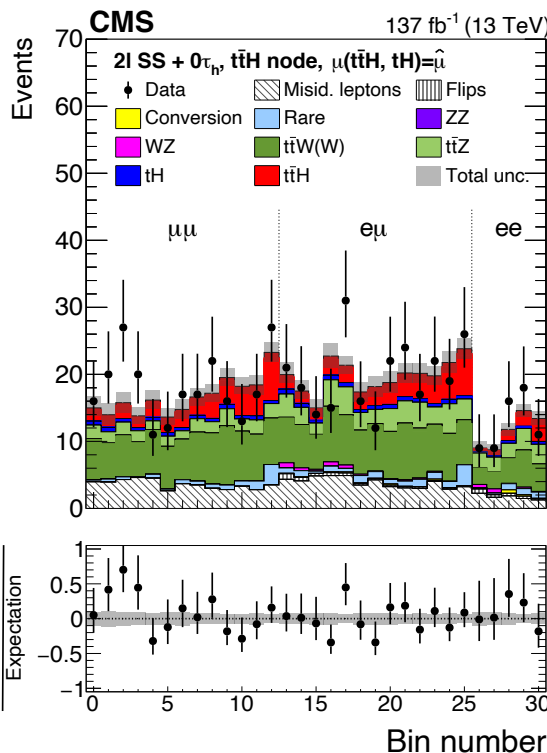 CMS 137 fb⁻¹ (13 TeV)
2l SS + 0τₕ, tt̄H node, μ(tt̄H, tH)=μ̂
Data Misid. leptons Flips
Conversion Rare ZZ
WZ tt̄W(W) tt̄Z
tH tt̄H Total unc.
μμ eμ ee
Events
70
60
50
40
30
20
10
0
Expectation
1
0.5
0
−0.5
−1
0 5 10 15 20 25 30
Bin number